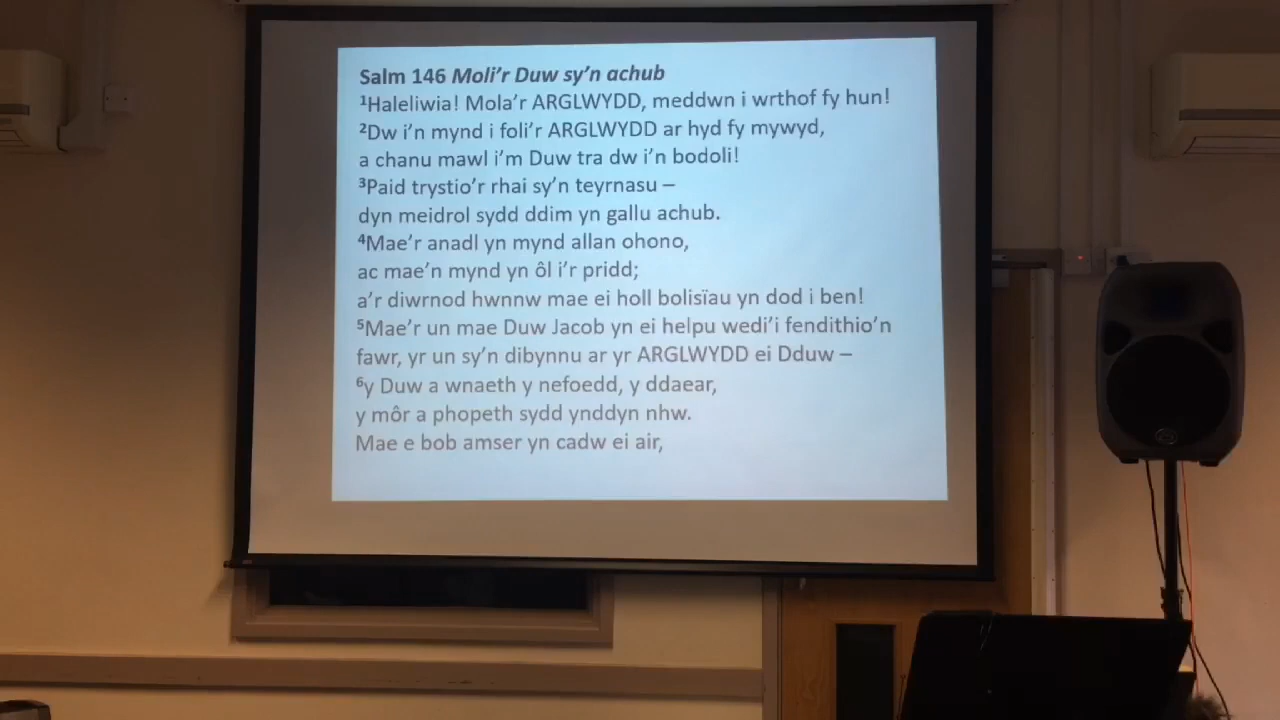 Salm 146 Moli'r Duw sy'n achub
¹Haleliwia! Mola'r ARGLWYDD, meddwn i wrthof fy hun!
²Dw i'n mynd i foli'r ARGLWYDD ar hyd fy mywyd,
a chanu mawl i'm Duw tra dw i'n bodoli!
³Paid trystio'r rhai sy'n teyrnasu –
dyn meidrol sydd ddim yn gallu achub.
⁴Mae'r anadl yn mynd allan ohono,
ac mae'n mynd yn ôl i'r pridd;
a'r diwrnod hwnnw mae ei holl bolisïau yn dod i ben!
⁵Mae'r un mae Duw Jacob yn ei helpu wedi'i fendithio'n
fawr, yr un sy'n dibynnu ar yr ARGLWYDD ei Dduw –
⁶y Duw a wnaeth y nefoedd, y ddaear,
y môr a phopeth sydd ynddyn nhw.
Mae e bob amser yn cadw ei air,